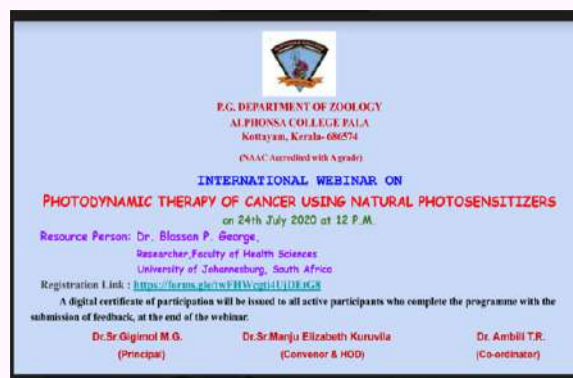 P.G. DEPARTMENT OF ZOOLOGY
ALPHONSA COLLEGE PALA
Kottayam, Kerala- 686574
(NAAC Accredited with A grade)
INTERNATIONAL WEBINAR ON
PHOTODYNAMIC THERAPY OF CANCER USING NATURAL PHOTOSENSITIZERS
on 24th July 2020 at 12 P.M.
Resource Person: Dr. Blassan P. George,
Researcher,Faculty of Health Sciences
University of Johannesburg, South Africa
Registration Link :
A digital certificate of participation will be issued to all active participants who complete the programme with the
submission of feedback, at the end of the webinar.
Dr.Sr.Gigimol M.G. Dr.Sr.Manju Elizabeth Kuruvila Dr. Ambili T.R.
(Principal) (Convenor & HOD) (Co-ordinator)